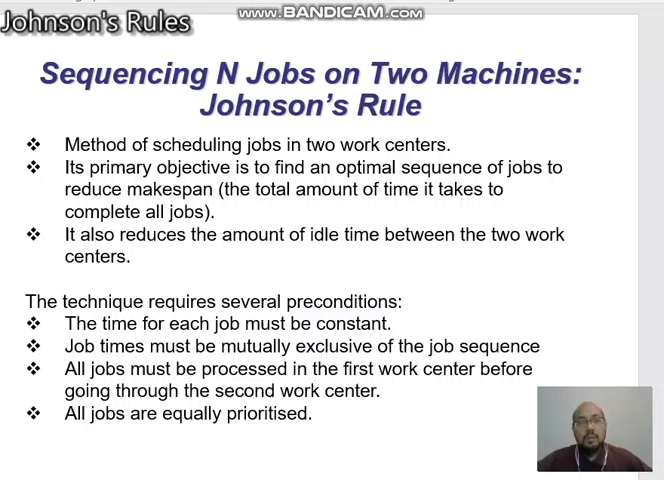 www.BANDICAM.com
Johnson's Rules
Sequencing N Jobs on Two Machines:
Johnson's Rule
❖ Method of scheduling jobs in two work centers.
❖ Its primary objective is to find an optimal sequence of jobs to
reduce makespan (the total amount of time it takes to
complete all jobs).
❖ It also reduces the amount of idle time between the two work
centers.
The technique requires several preconditions:
❖ The time for each job must be constant.
❖ Job times must be mutually exclusive of the job sequence
❖ All jobs must be processed in the first work center before
going through the second work center.
❖ All jobs are equally prioritised.